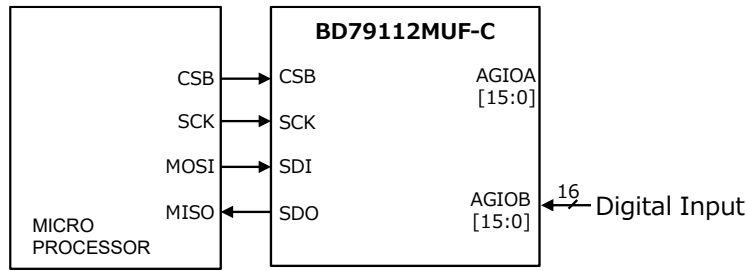 BD79112MUF-C
CSB
CSB
AGIOA
[15:0]
SCK
SCK
MOSI
SDI
16
AGIOB
[15:0]
Digital Input
MISO
SDO
MICRO
PROCESSOR